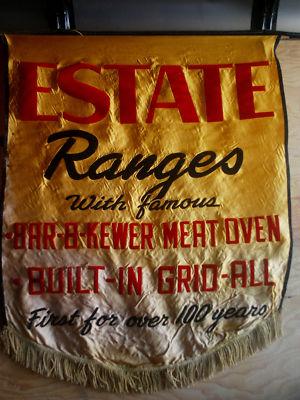 ESTATE
Ranges
With famous
•BAR-B-KEWER MEAT OVEN
•BUILT-IN GRID-ALL
First for over 100 years